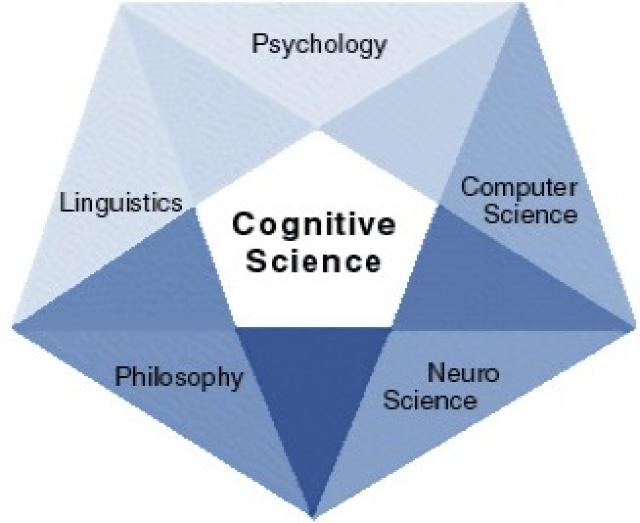 Psychology
Linguistics
Computer
Science
Cognitive
Science
Philosophy
Neuro
Science